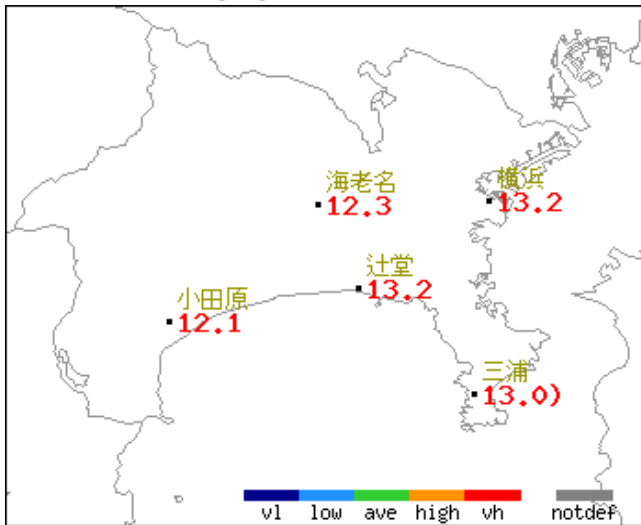 海老名
12.3
横浜
13.2
辻堂
13.2
小田原
12.1
三浦
13.0)
vl low ave high vh notdef